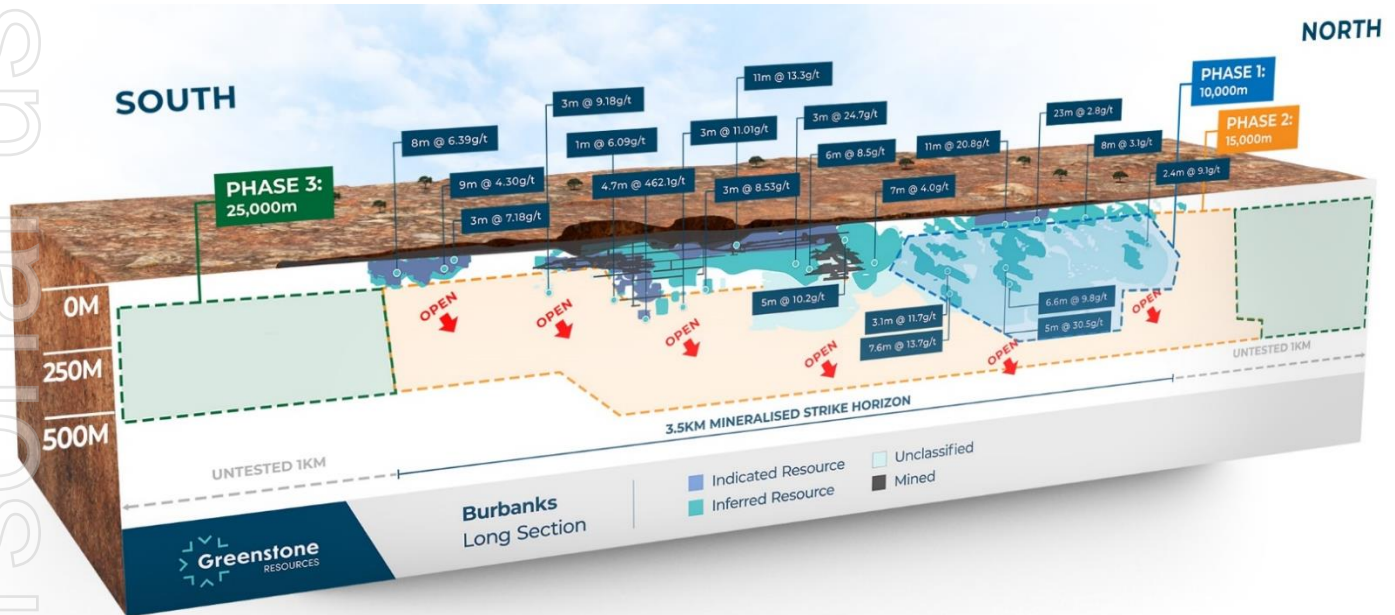 SOUTH
NORTH
PHASE 3:
25,000m
8m @ 6.39g/t
9m @ 4.30g/t
3m @ 7.18g/t
3m @ 9.18g/t
1m @ 6.09g/t
4.7m @ 462.1g/t
11m @ 13.3g/t
3m @ 11.01g/t
3m @ 8.53g/t
3m @ 24.7g/t
6m @ 8.5g/t
7m @ 4.0g/t
11m @ 20.8g/t
23m @ 2.8g/t
8m @ 3.1g/t
2.4m @ 9.1g/t
PHASE 1:
10,000m
PHASE 2:
15,000m
5m @ 10.2g/t
3.1m @ 11.7g/t
7.6m @ 13.7g/t
6.6m @ 9.8g/t
5m @ 30.5g/t
0M
250M
500M
OPEN
OPEN
OPEN
OPEN
OPEN
OPEN
UNTESTED 1KM
3.5KM MINERALISED STRIKE HORIZON
UNTESTED 1KM
Greenstone
RESOURCES
Burbanks
Long Section
Indicated Resource
Inferred Resource
Unclassified
Mined